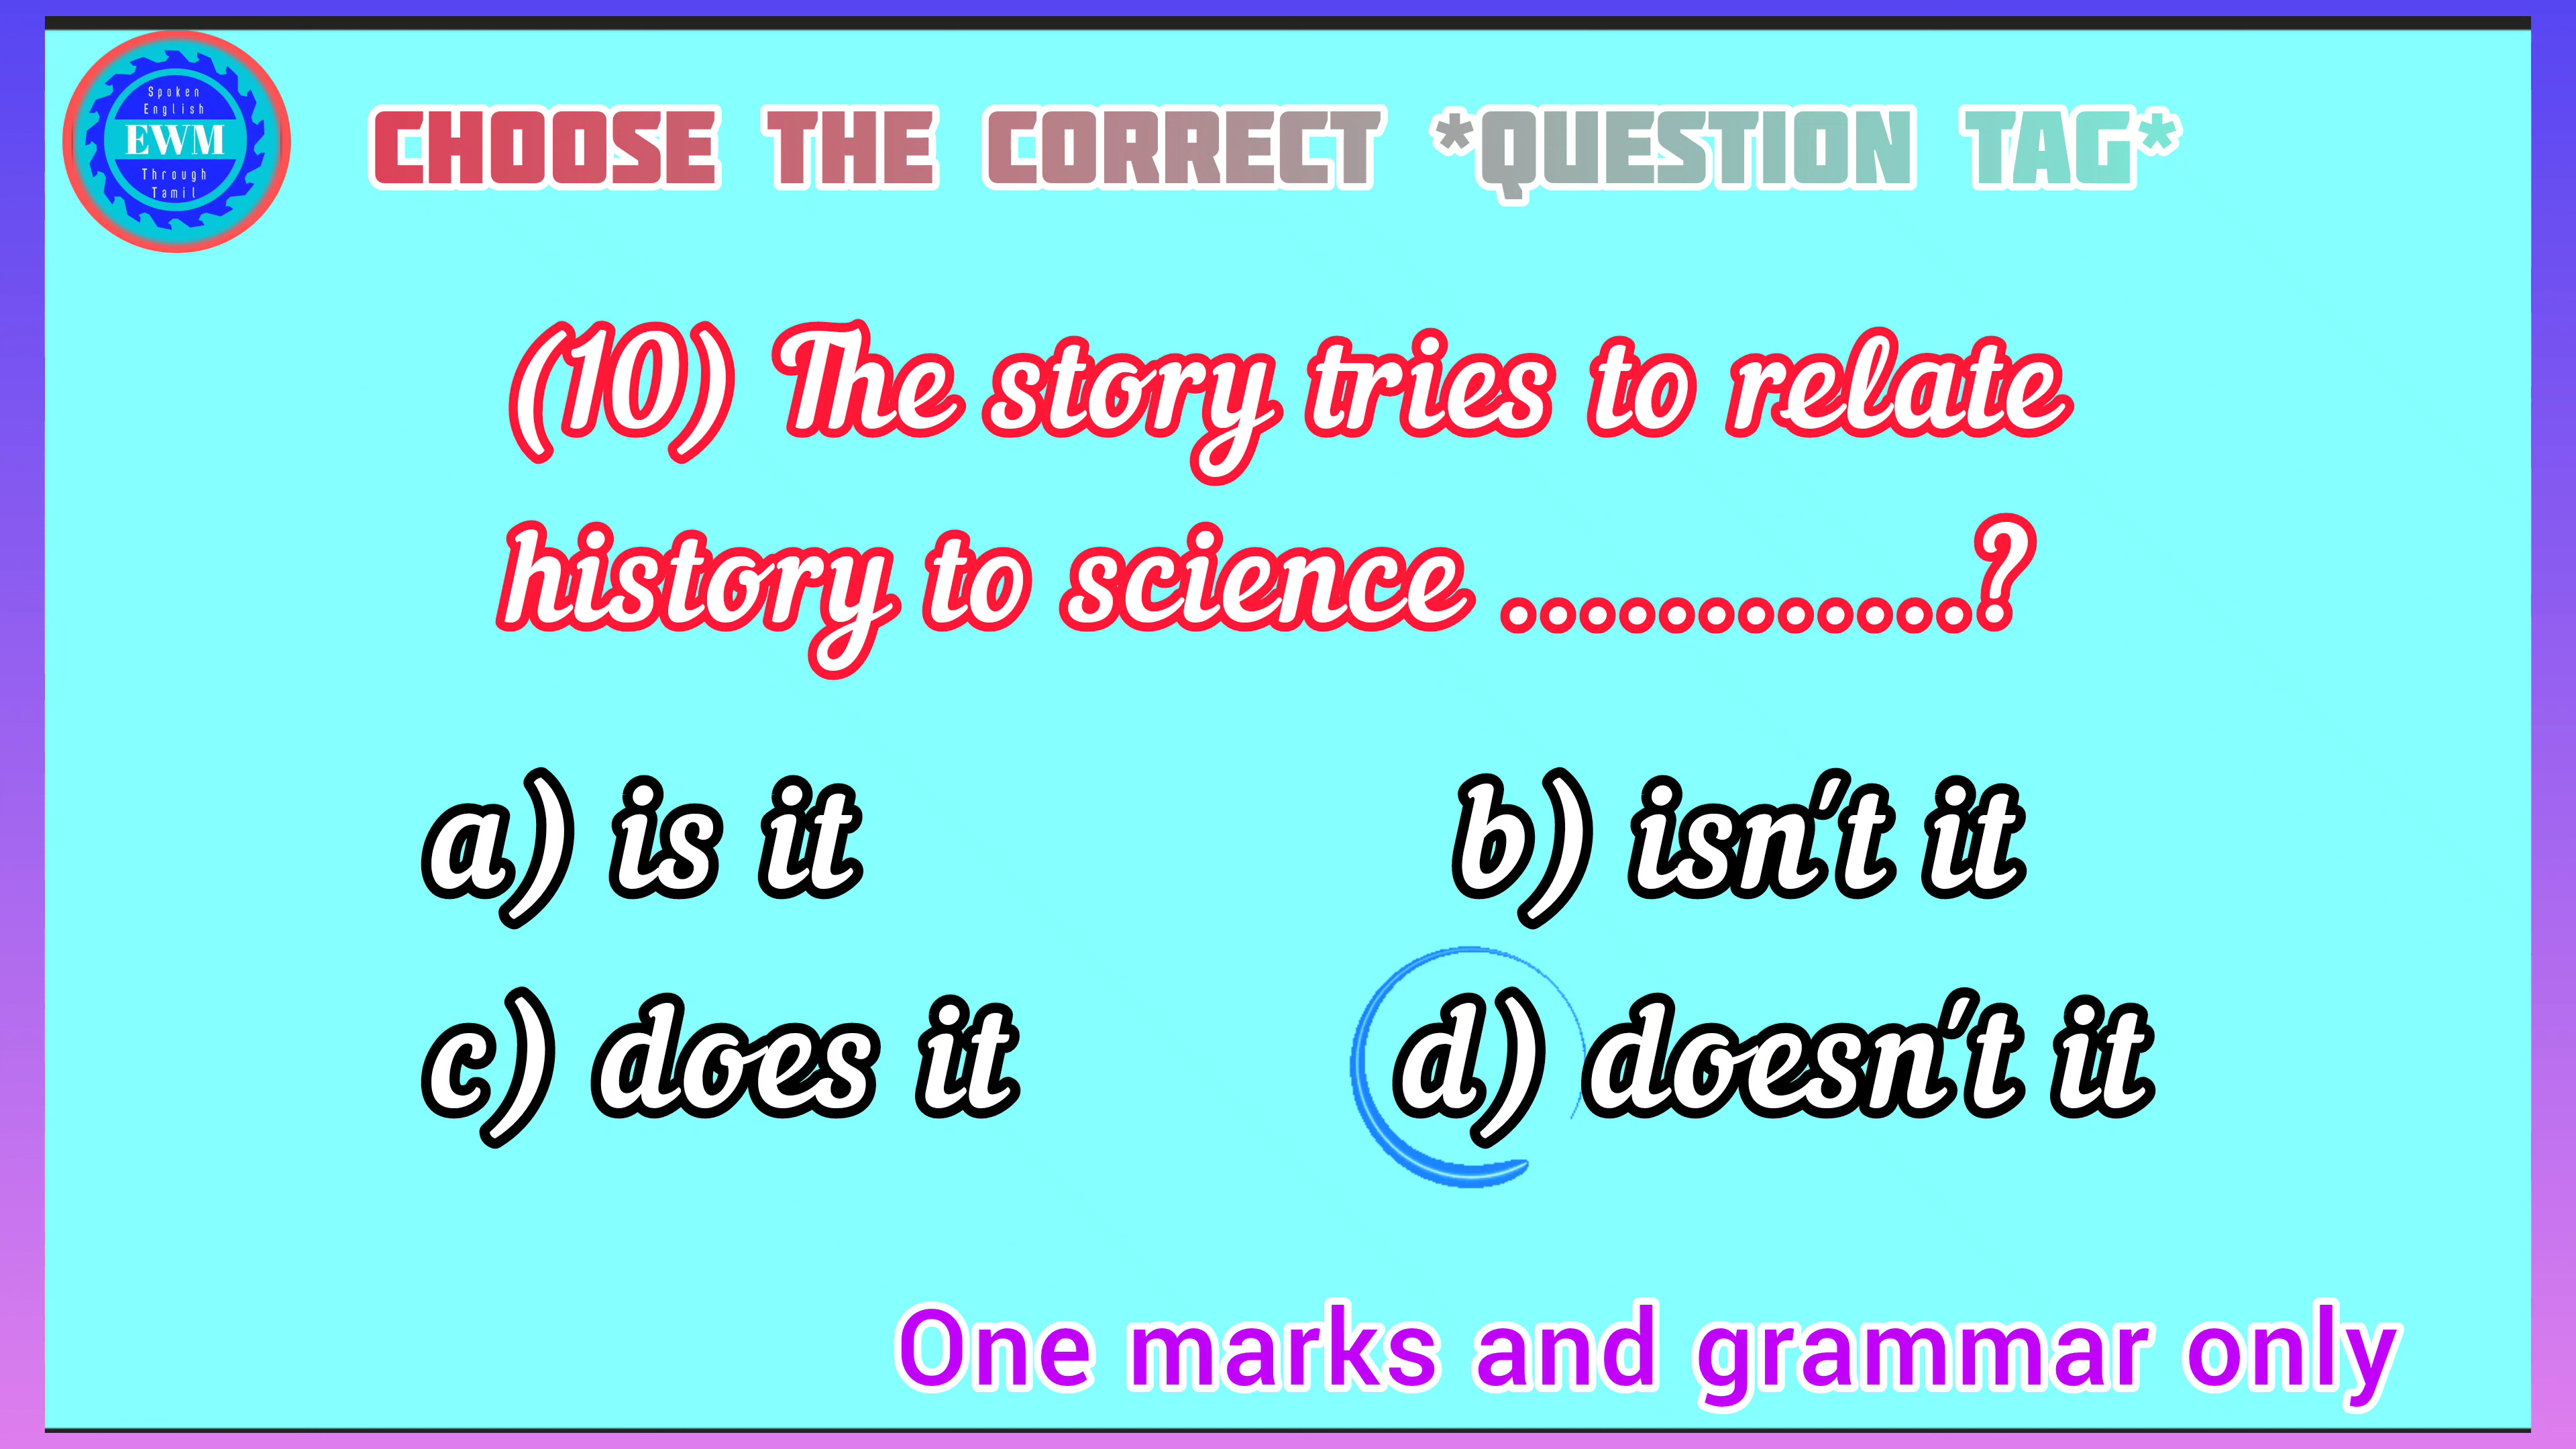 Spoken
English
EWM
Through
Tamil
CHOOSE THE CORRECT *QUESTION TAG*
(10) The story tries to relate
history to science ............?
a) is it
b) isn't it
c) does it
d) doesn't it
One marks and grammar only